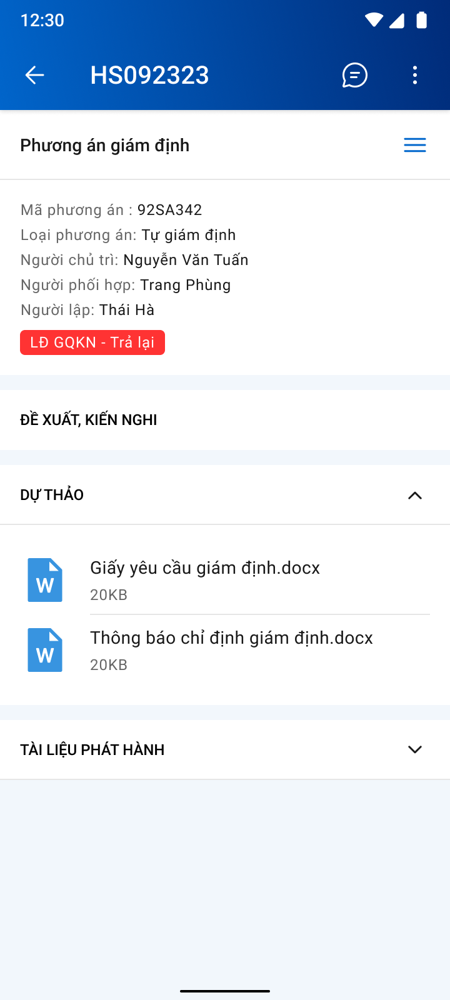 12:30
HS092323
Phương án giám định
Mã phương án : 92SA342
Loại phương án: Tự giám định
Người chủ trì: Nguyễn Văn Tuấn
Người phối hợp: Trang Phùng
Người lập: Thái Hà
LĐ GQKN - Trả lại
ĐỀ XUẤT, KIẾN NGHI
DỰ THẢO
W
Giấy yêu cầu giám định.docx
20KB
W
Thông báo chỉ định giám định.docx
20KB
TÀI LIỆU PHÁT HÀNH